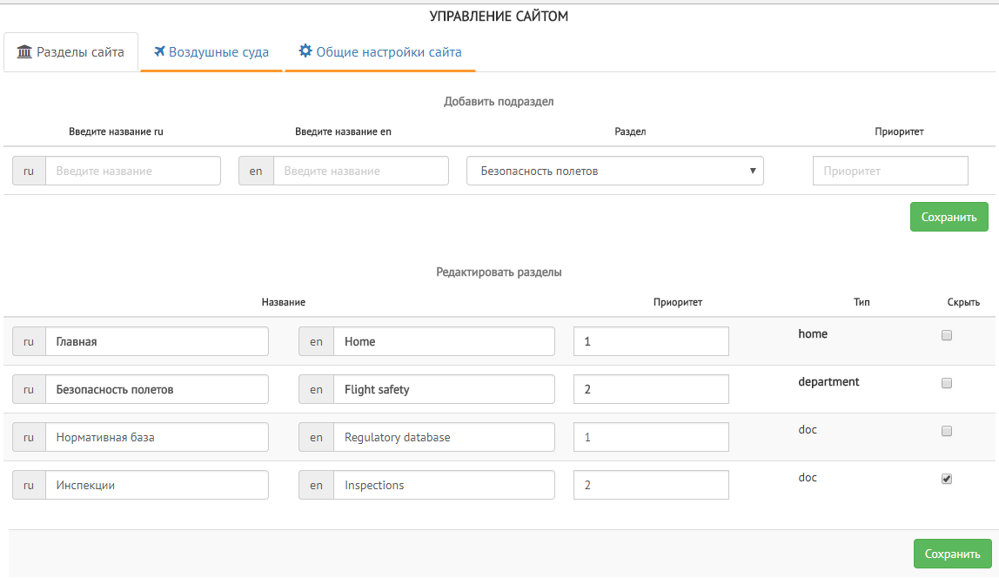 УПРАВЛЕНИЕ САЙТОМ
Разделы сайта Воздушные суда Общие настройки сайта
Добавить подраздел
Введите название ru Введите название en Раздел Приоритет
ru Введите название en Введите название Безопасность полетов Приоритет
Сохранить
Редактировать разделы
Название Приоритет Тип Скрыть
ru Главная en Home 1 home
ru Безопасность полетов en Flight safety 2 department
ru Нормативная база en Regulatory database 1 doc
ru Инспекции en Inspections 2 doc
Сохранить